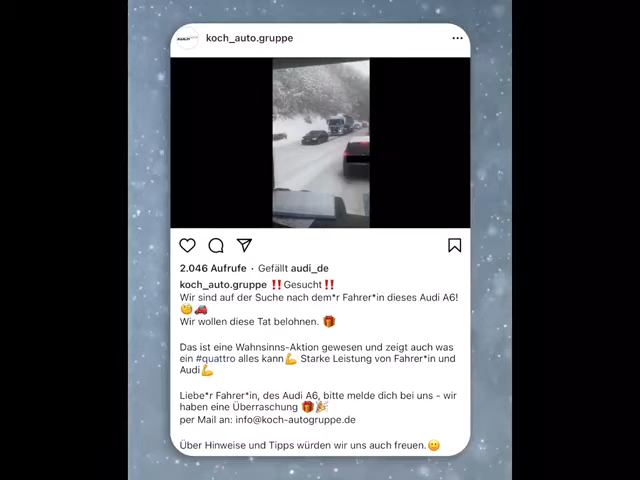 koch_auto.gruppe
2.046 Aufrufe · Gefällt audi_de
koch_auto.gruppe ‼️Gesucht‼️
Wir sind auf der Suche nach dem*r Fahrer*in dieses Audi A6!
🧐🚗
Wir wollen diese Tat belohnen. 🎁
Das ist eine Wahnsinns-Aktion gewesen und zeigt auch was
ein #quattro alles kann💪 Starke Leistung von Fahrer*in und
Audi💪
Liebe*r Fahrer*in, des Audi A6, bitte melde dich bei uns - wir
haben eine Überraschung 🎁🎉
per Mail an: info@koch-autogruppe.de
Über Hinweise und Tipps würden wir uns auch freuen.🙂